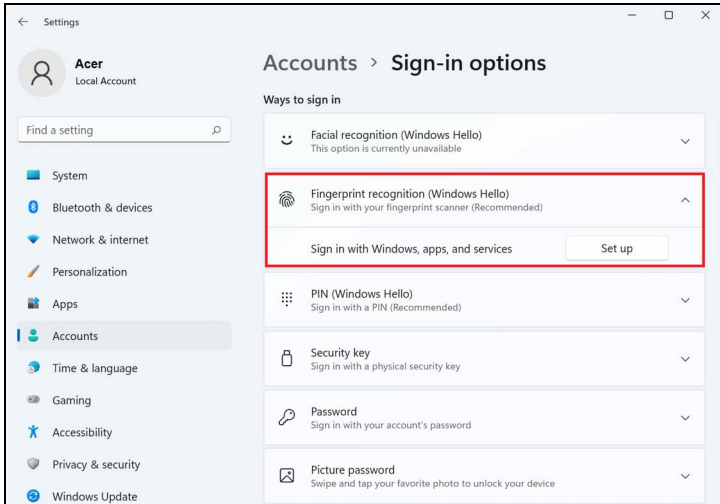 Settings
Acer
Local Account
Find a setting
System
Bluetooth & devices
Network & internet
Personalization
Apps
Accounts
Time & language
Gaming
Accessibility
Privacy & security
Windows Update
Accounts > Sign-in options
Ways to sign in
Facial recognition (Windows Hello)
This option is currently unavailable
Fingerprint recognition (Windows Hello)
Sign in with your fingerprint scanner (Recommended)
Sign in with Windows, apps, and services Set up
PIN (Windows Hello)
Sign in with a PIN (Recommended)
Security key
Sign in with a physical security key
Password
Sign in with your account's password
Picture password
Swipe and tap your favorite photo to unlock your device